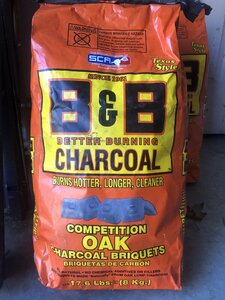 SCA
Texas
Style
SINCE 1961
B&B
BETTER BURNING
CHARCOAL
BURNS HOTTER, LONGER, CLEANER
COMPETITION
OAK
CHARCOAL BRIQUETS
BRIQUETAS DE CARBON
17.6 Lbs. (8 Kg.)